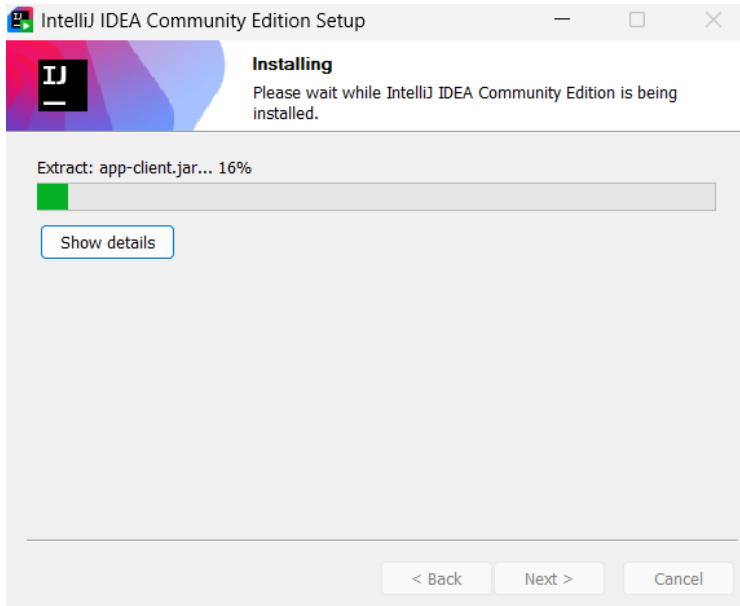 IntelliJ IDEA Community Edition Setup
IJ
Installing
Please wait while IntelliJ IDEA Community Edition is being
installed.
Extract: app-client.jar... 16%
Show details
< Back
Next >
Cancel